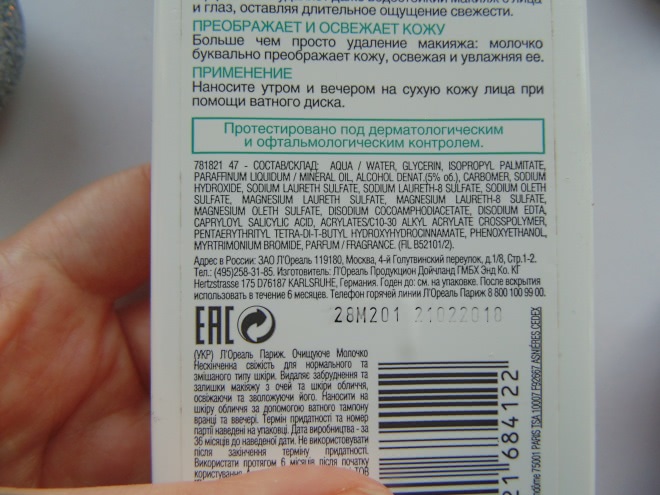 и глаз, оставляя длительное ощущение свежести.
ПРЕОБРАЖАЕТ И ОСВЕЖАЕТ КОЖУ
Больше чем просто удаление макияжа: молочко
буквально преображает кожу, освежая и увлажняя ее.
ПРИМЕНЕНИЕ
Наносите утром и вечером на сухую кожу лица при
помощи ватного диска.
Протестировано под дерматологическим
и офтальмологическим контролем.
781821 47 - СОСТАВ/СКЛАД: AQUA / WATER, GLYCERIN, ISOPROPYL PALMITATE,
PARAFFINUM LIQUIDUM / MINERAL OIL, ALCOHOL DENAT.(5% об.), CARBOMER, SODIUM
HYDROXIDE, SODIUM LAURETH SULFATE, SODIUM LAURETH-8 SULFATE, SODIUM OLETH
SULFATE, MAGNESIUM LAURETH SULFATE, MAGNESIUM LAURETH-8 SULFATE,
MAGNESIUM OLETH SULFATE, DISODIUM COCOAMPHODIACETATE, DISODIUM EDTA,
CAPRYLOYL SALICYLIC ACID, ACRYLATES/C10-30 ALKYL ACRYLATE CROSSPOLYMER,
PENTAERYTHRITYL TETRA-DI-T-BUTYL HYDROXYHYDROCINNAMATE, PHENOXYETHANOL,
MYRTRIMONIUM BROMIDE, PARFUM / FRAGRANCE. (FIL B52101/2).
Адрес в России: ЗАО Л'Ореаль 119180, Москва, 4-й Голутвинский переулок, д.1/8, Стр.1-2.
Тел.: (495)258-31-85. Изготовитель: Л'Ореаль Продукцион Дойчланд ГМБХ Энд Ко. КГ
Hertzstrasse 175 D76187 KARLSRUHE, Германия. Годен до: см. на упаковке. После вскрытия
использовать в течение 6 месяцев. Телефон горячей линии Л'Ореаль Париж 8 800 100 99 00.
EAC
28M201 21022018
(УКР) Л'Ореаль Париж. Очищуюче Молочко
Нескінченна свіжість для нормального та
змішаного типу шкіри. Видаляє забруднення та
залишки макіяжу з очей та шкіри обличчя,
освіжаючи та зволожуючи його. Наносити на
шкіру обличчя за допомогою ватного тампону
вранці та ввечері. Термін придатності та номер
партії наведені на упаковці. Дата виробництва - за
36 місяців до наведеної дати. Не використовувати
після закінчення терміну придатності.
Використати протягом 6 місяців після початку
користування.
21 684122
75001 PARIS TSA 10007 F92667 ASNIÈRES CEDEX